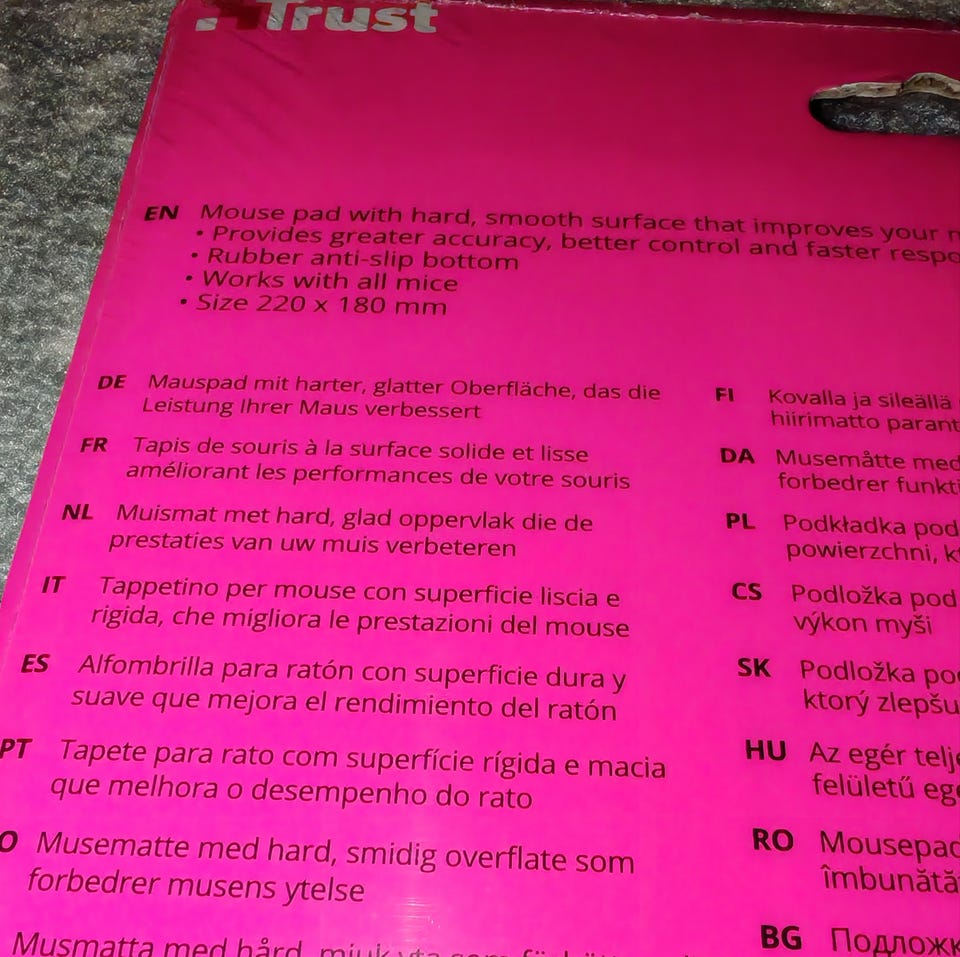 Trust
EN Mouse pad with hard, smooth surface that improves your
• Provides greater accuracy, better control and faster
• Rubber anti-slip bottom
• Works with all mice
• Size 220 x 180 mm
DE Mauspad mit harter, glatter Oberfläche, das die
Leistung Ihrer Maus verbessert
FR Tapis de souris à la surface solide et lisse
améliorant les performances de votre souris
NL Muismat met hard, glad oppervlak die de
prestaties van uw muis verbeteren
IT Tappetino per mouse con superficie liscia e
rigida, che migliora le prestazioni del mouse
ES Alfombrilla para ratón con superficie dura y
suave que mejora el rendimiento del ratón
PT Tapete para rato com superfície rígida e macia
que melhora o desempenho do rato
O Musematte med hard, smidig overflate som
forbedrer musens ytelse
Musmatta med hård, mjuk yta som
FI Kovalla ja sileällä
hiirimatto
DA Musemåtte med
forbedrer
PL Podkładka pod
powierzchni,
CS Podložka pod
výkon myši
SK Podložka
ktorý
HU Az egér
felületű
RO Mousepad
BG